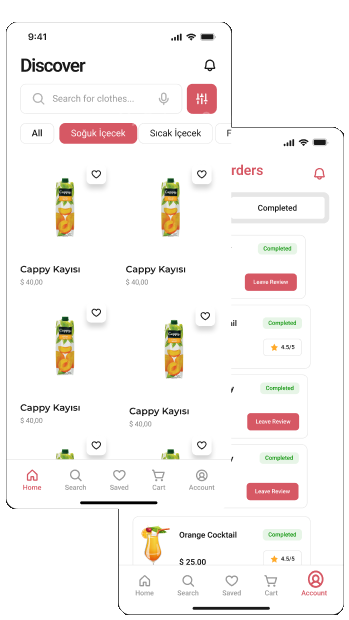 9:41
Discover
Search for clothes...
All
Soğuk İçecek
Sıcak İçecek
F
Cappy Kayısı
$ 40,00
Cappy Kayısı
$ 40,00
Cappy Kayısı
$ 40,00
Cappy Kayısı
$ 40,00
Home
Search
Saved
Cart
Account
rders
Completed
Completed
Leave Review
ail
Completed
4.5/5
y
Completed
Leave Review
y
Completed
Leave Review
Orange Cocktail
Completed
$ 25.00
4.5/5
Home
Search
Saved
Cart
Account